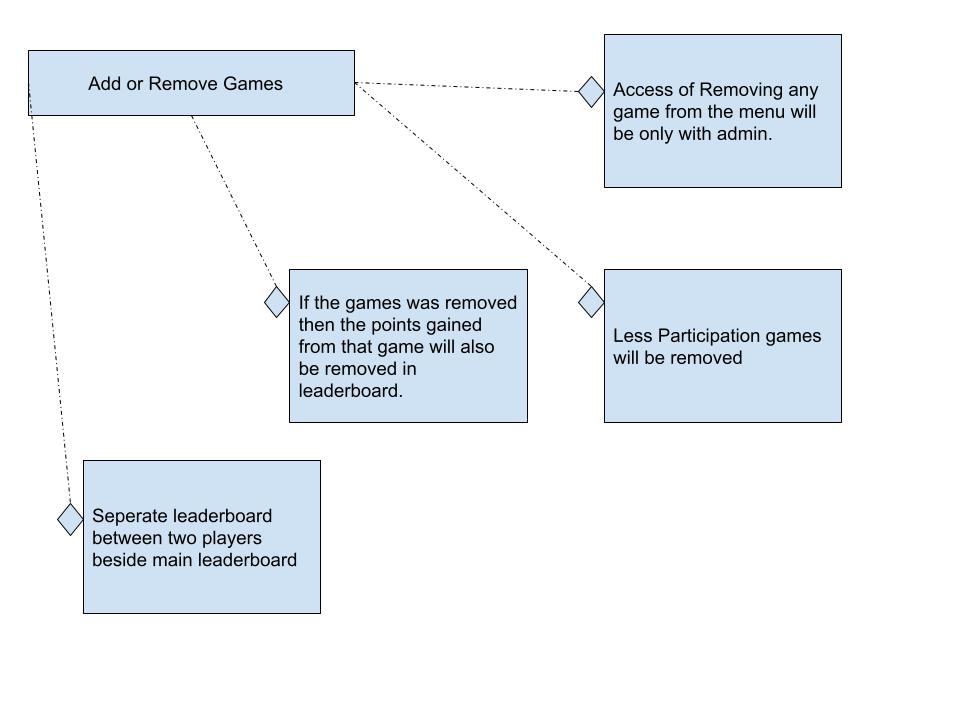 Add or Remove Games
Access of Removing any
game from the menu will
be only with admin.
If the games was removed
then the points gained
from that game will also
be removed in
leaderboard.
Less Participation games
will be removed
Seperate leaderboard
between two players
beside main leaderboard